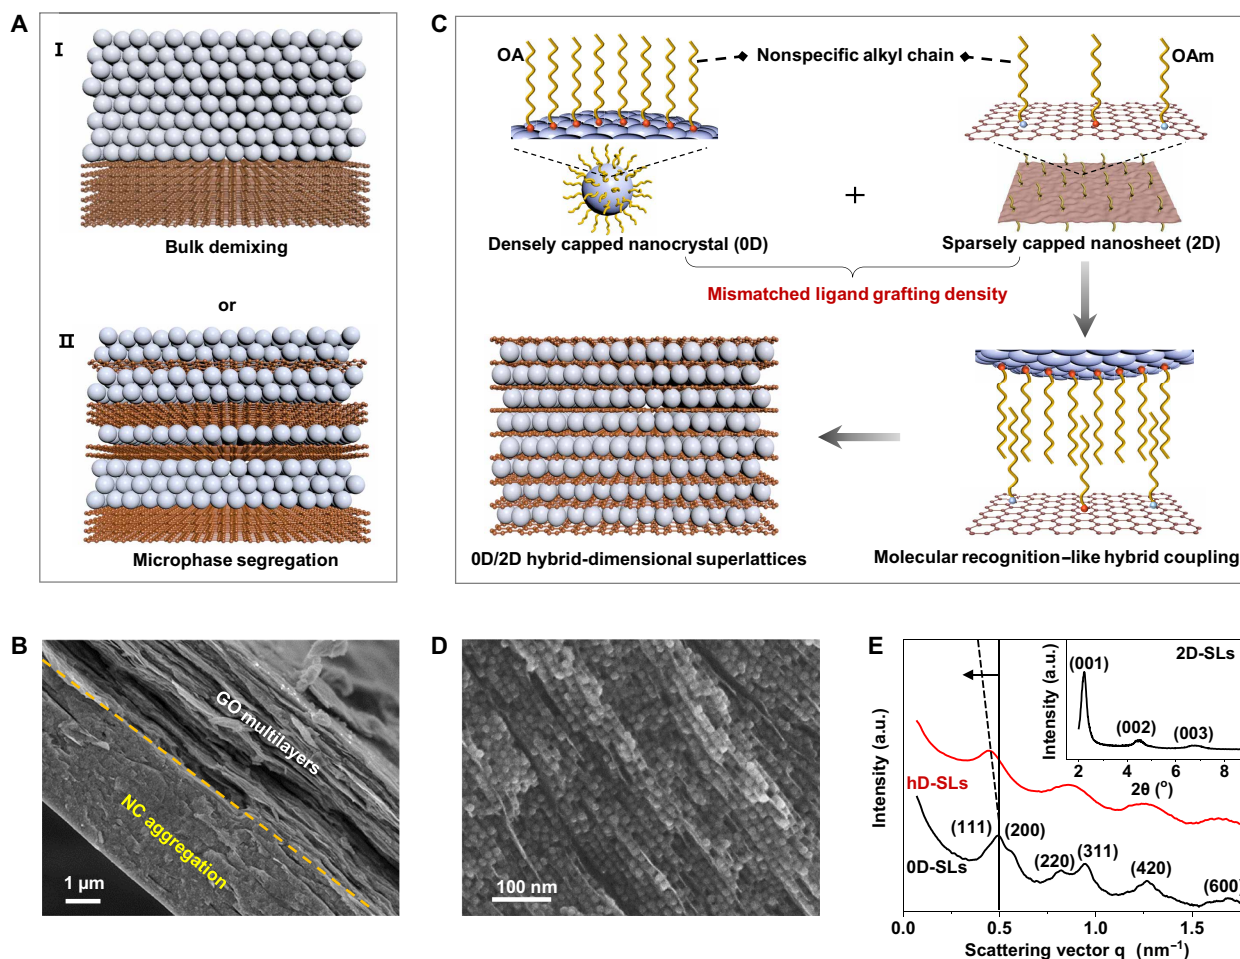 A
I
Bulk demixing
or
II
Microphase segregation
C
OA
Nonspecific alkyl chain
OAm
+
Densely capped nanocrystal (0D)
Sparsely capped nanosheet (2D)
Mismatched ligand grafting density
0D/2D hybrid-dimensional superlattices
Molecular recognition–like hybrid coupling
B
GO multilayers
NC aggregation
1 μm
D
100 nm
E
Intensity (a.u.)
hD-SLs
0D-SLs
(111)
(200)
(220)
(311)
(420)
(600)
0.0 0.5 1.0 1.5
Scattering vector q (nm⁻¹)
2D-SLs
Intensity (a.u.)
(001)
(002)
(003)
2 4 6 8
2θ (°)